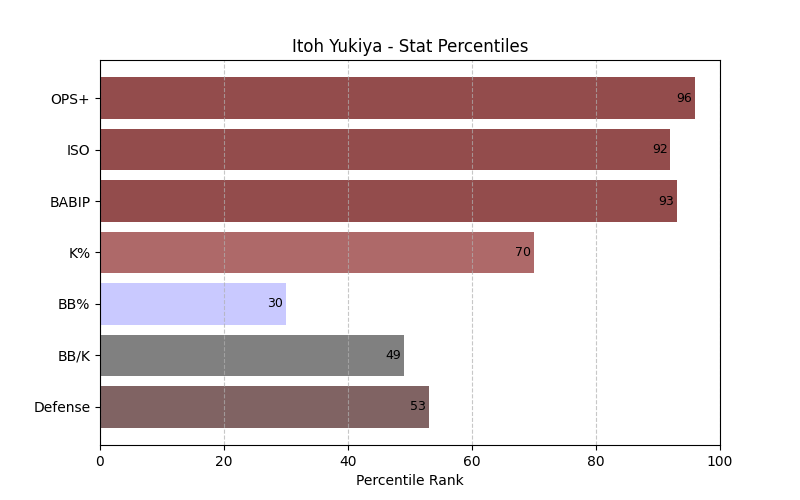 Itoh Yukiya - Stat Percentiles
OPS+
96
ISO
92
BABIP
93
K%
70
BB%
30
BB/K
49
Defense
53
0 20 40 60 80 100
Percentile Rank